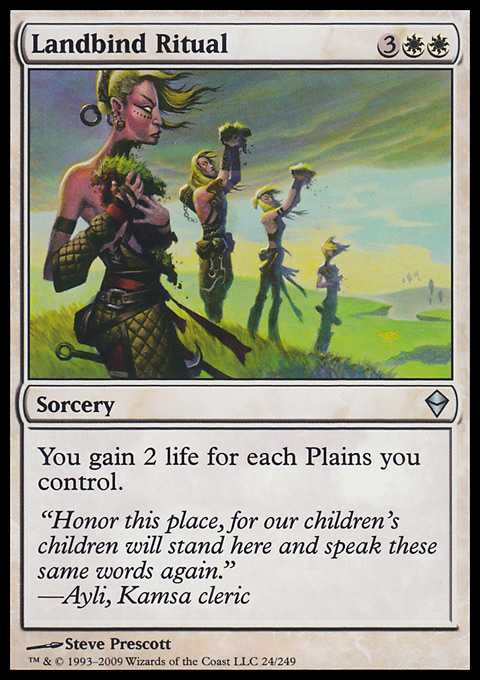 Landbind Ritual 3
Sorcery
You gain 2 life for each Plains you
control.
“Honor this place, for our children’s
children will stand here and speak these
same words again.”
—Ayli, Kamsa cleric
Steve Prescott
™ & © 1993–2009 Wizards of the Coast LLC 24/249